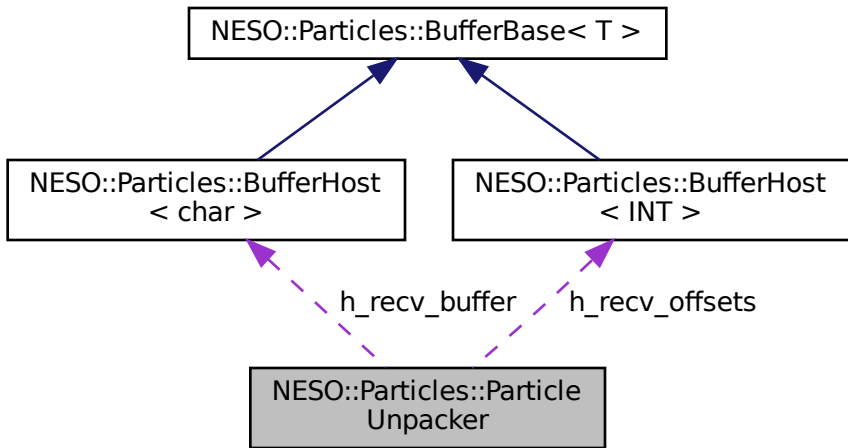 NESO::Particles::BufferBase< T >
NESO::Particles::BufferHost
< char >
NESO::Particles::BufferHost
< INT >
h_recv_buffer
h_recv_offsets
NESO::Particles::Particle
Unpacker